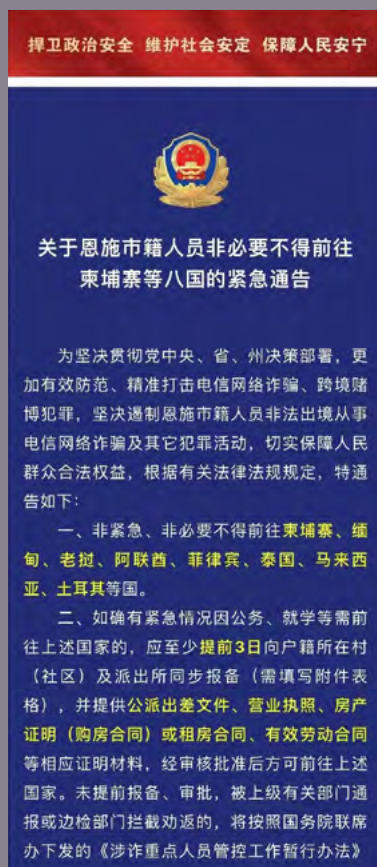 捍卫政治安全 维护社会安定 保障人民安宁
关于恩施市籍人员非必要不得前往
柬埔寨等八国的紧急通告
为坚决贯彻党中央、省、州决策部署，更
加有效防范、精准打击电信网络诈骗、跨境赌
博犯罪，坚决遏制恩施市籍人员非法出境从事
电信网络诈骗及其它犯罪活动，切实保障人民
群众合法权益，根据有关法律法规规定，特通
告如下：
一、非紧急、非必要不得前往柬埔寨、缅
甸、老挝、阿联酋、菲律宾、泰国、马来西
亚、土耳其等国。
二、如确有紧急情况因公务、就学等需前
往上述国家的，应至少提前3日向户籍所在村
（社区）及派出所同步报备（需填写附件表
格），并提供公派出差文件、营业执照、房产
证明（购房合同）或租房合同、有效劳动合同
等相应证明材料，经审核批准后方可前往上述
国家。未提前报备、审批，被上级有关部门通
报或边检部门拦截劝返的，将按照国务院联席
办下发的《涉诈重点人员管控工作暂行办法》